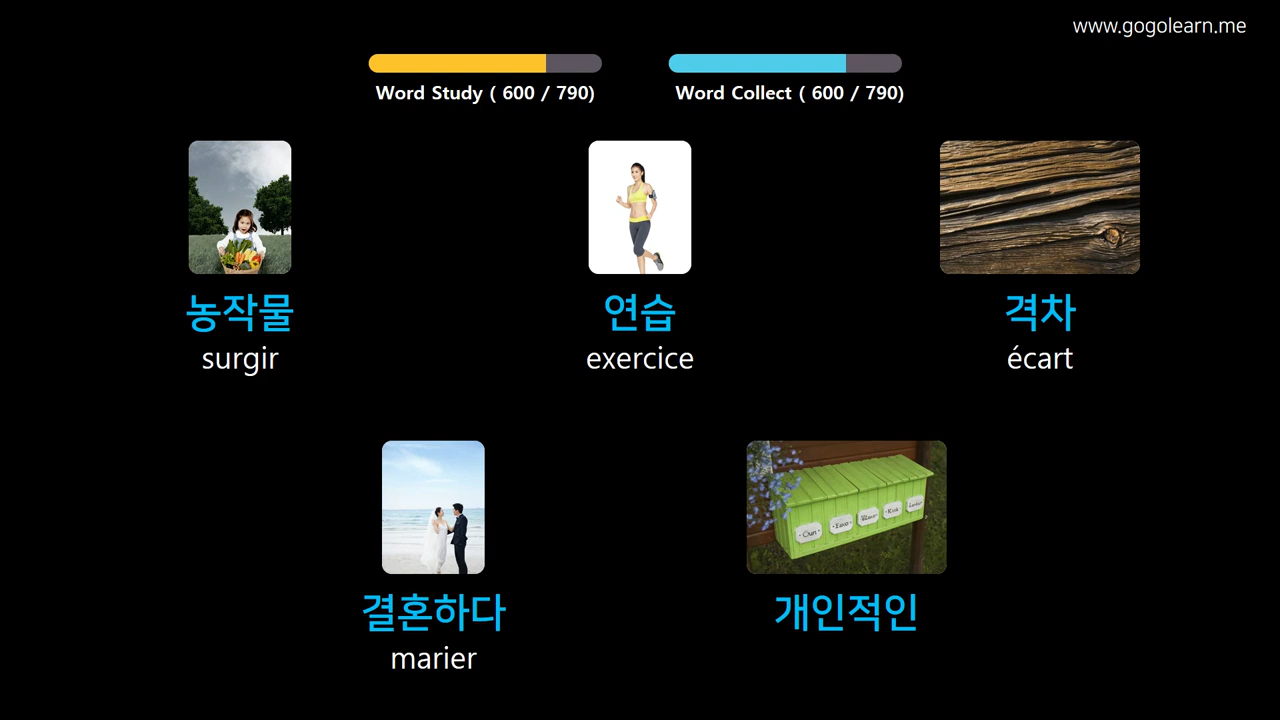 www.gogolearn.me
Word Study ( 600 / 790)
Word Collect ( 600 / 790)
농작물
surgir
연습
exercice
격차
écart
결혼하다
marier
개인적인